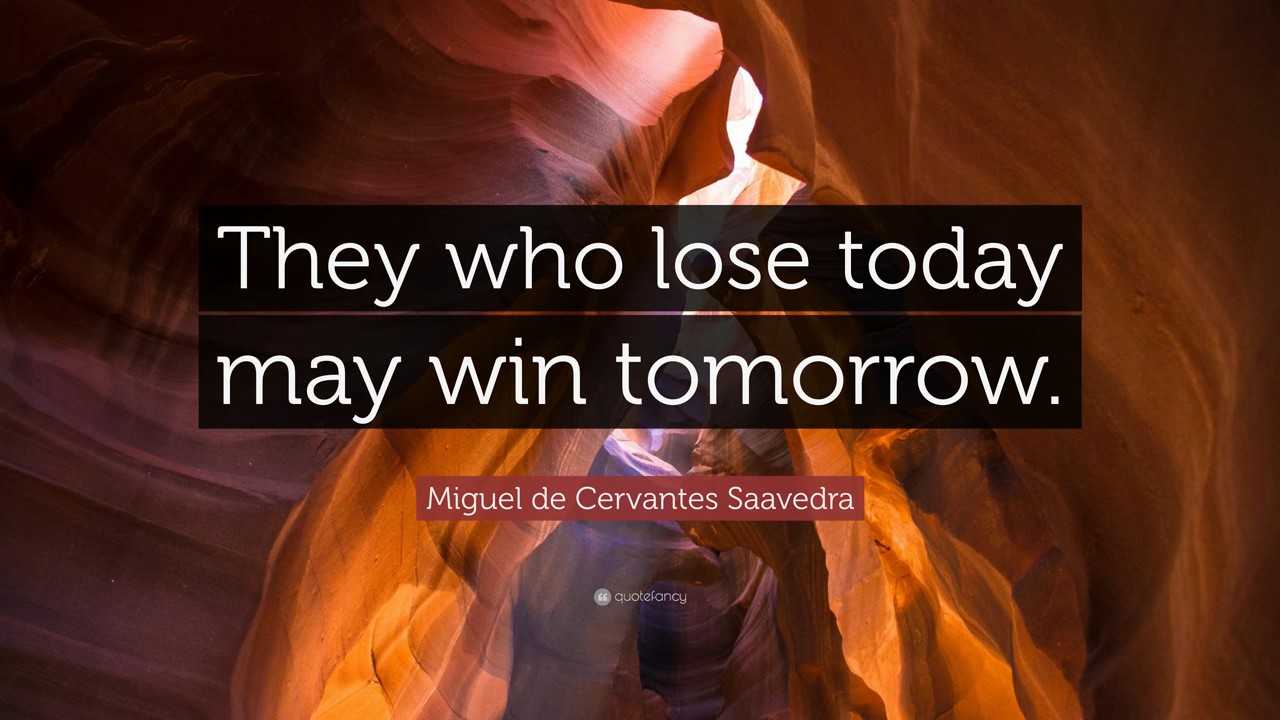 They who lose today
may win tomorrow.
Miguel de Cervantes Saavedra
quotefancy